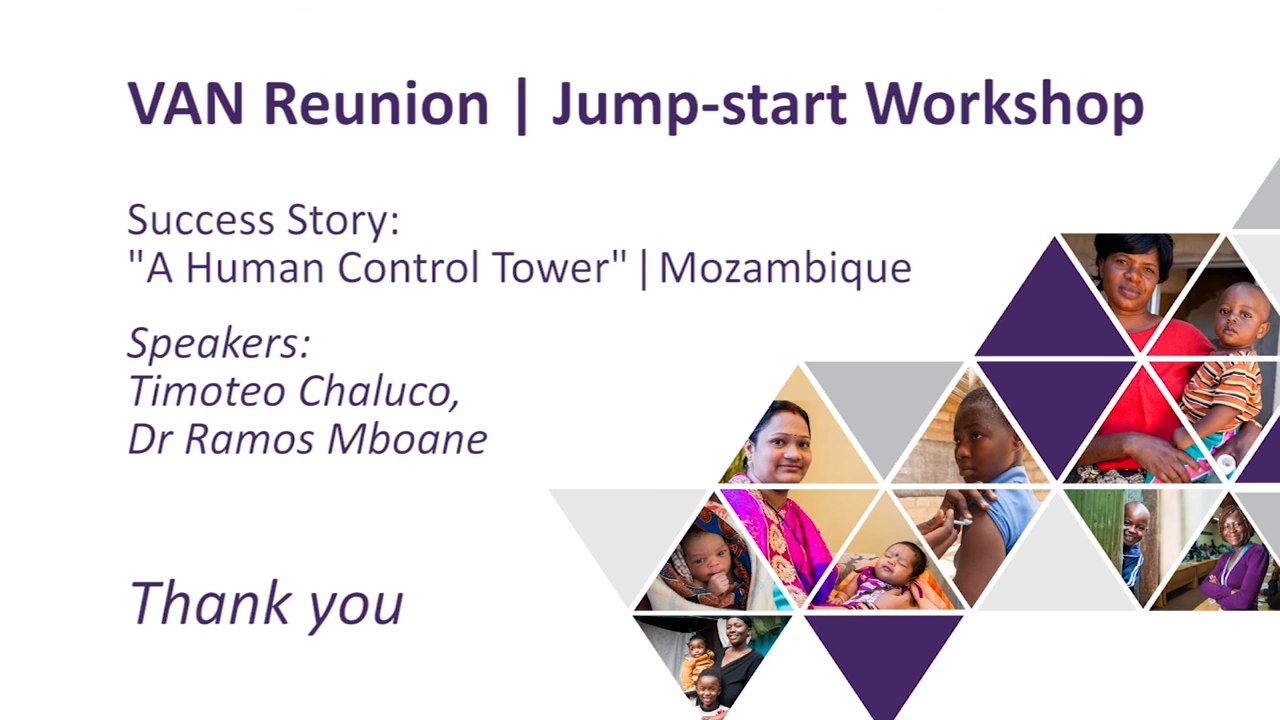 VAN Reunion | Jump-start Workshop
Success Story:
"A Human Control Tower" | Mozambique
Speakers:
Timoteo Chaluco,
Dr Ramos Mboane
Thank you